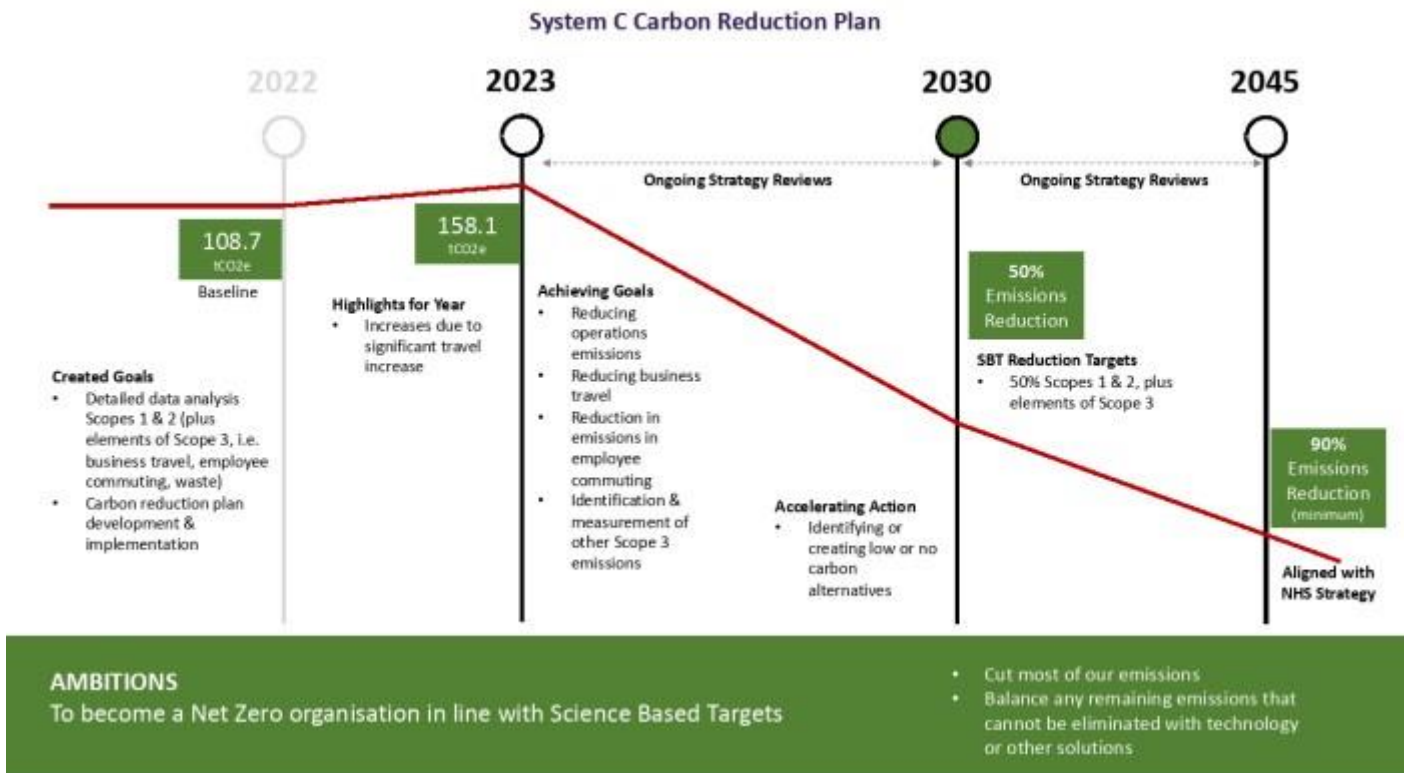 System C Carbon Reduction Plan
2022
2023
2030
2045
Ongoing Strategy Reviews
Ongoing Strategy Reviews
108.7
tCO2e
Baseline
Created Goals
• Detailed data analysis
Scopes 1 & 2 (plus
elements of Scope 3, i.e.
business travel, employee
commuting, waste)
• Carbon reduction plan
development &
implementation
158.1
tCO2e
Highlights for Year
• Increases due to
significant travel
increase
Achieving Goals
• Reducing
operations
emissions
• Reducing business
travel
• Reduction in
emissions in
employee
commuting
• Identification &
measurement of
other Scope 3
emissions
Accelerating Action
• Identifying or
creating low or no
carbon
alternatives
50%
Emissions
Reduction
SBT Reduction Targets
• 50% Scopes 1 & 2, plus
elements of Scope 3
90%
Emissions
Reduction
(minimum)
Aligned with
NHS Strategy
AMBITIONS
To become a Net Zero organisation in line with Science Based Targets
• Cut most of our emissions
• Balance any remaining emissions that
cannot be eliminated with technology
or other solutions